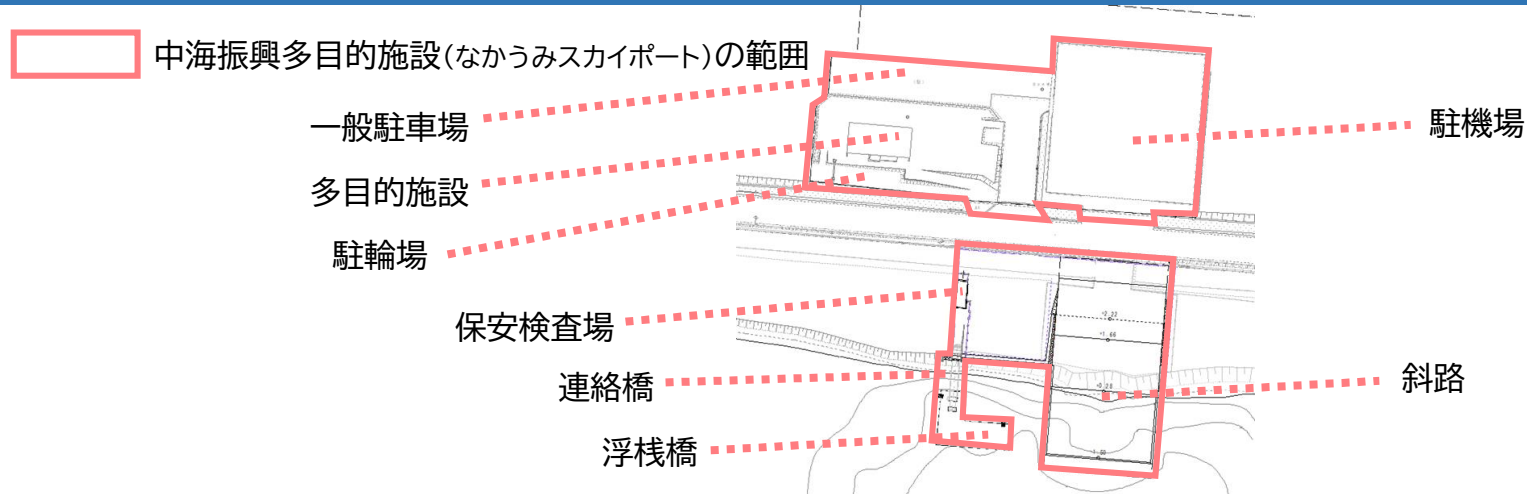 中海振興多目的施設(なかうみスカイポート)の範囲
一般駐車場
駐機場
多目的施設
駐輪場
保安検査場
連絡橋
斜路
浮桟橋